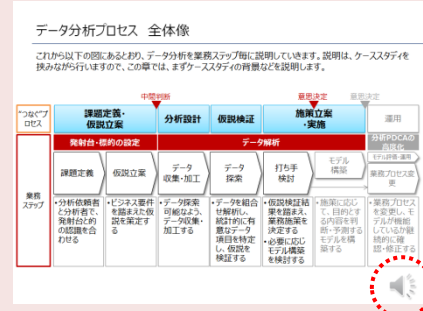 データ分析プロセス 全体像
これから以下の図にあるとおり、データ分析を業務ステップ毎に説明していきます。説明は、ケーススタディを
挟みながら行いますので、この章では、まずケーススタディの背景などを説明します。
中間判断
意思決定
意思決定
"つなぐ"プ
ロセス
課題定義・
仮説立案
分析設計
仮説検証
施策立案
・実施
運用
発射台・標的の設定
データ解析
分析PDCAの
高度化
業務
ステップ
課題定義
仮説立案
データ
収集・加工
データ
探索
打ち手
検討
モデル
構築
モデル評価・運用
業務プロセス変
更
・分析依頼者
と分析者で、
発射台と的
の認識を合
わせる
・ビジネス要件
を踏まえた仮
説を策定す
る
・データ探索
可能なよう、
データ収集・
加工する
・データを組合
せ解析し、
統計的に有
意なデータ
項目を特定
し、仮説を
検証する
・仮説検証結
果を踏まえ、
業務施策を
決定する
・必要に応じ
モデル構築
を検討する
・施策に応じ
て、目的とす
る内容を判
断・予測する
モデルを構
築する
・業務プロセス
を変更し、モ
デルが機能
しているか継
続的に確
認・修正する